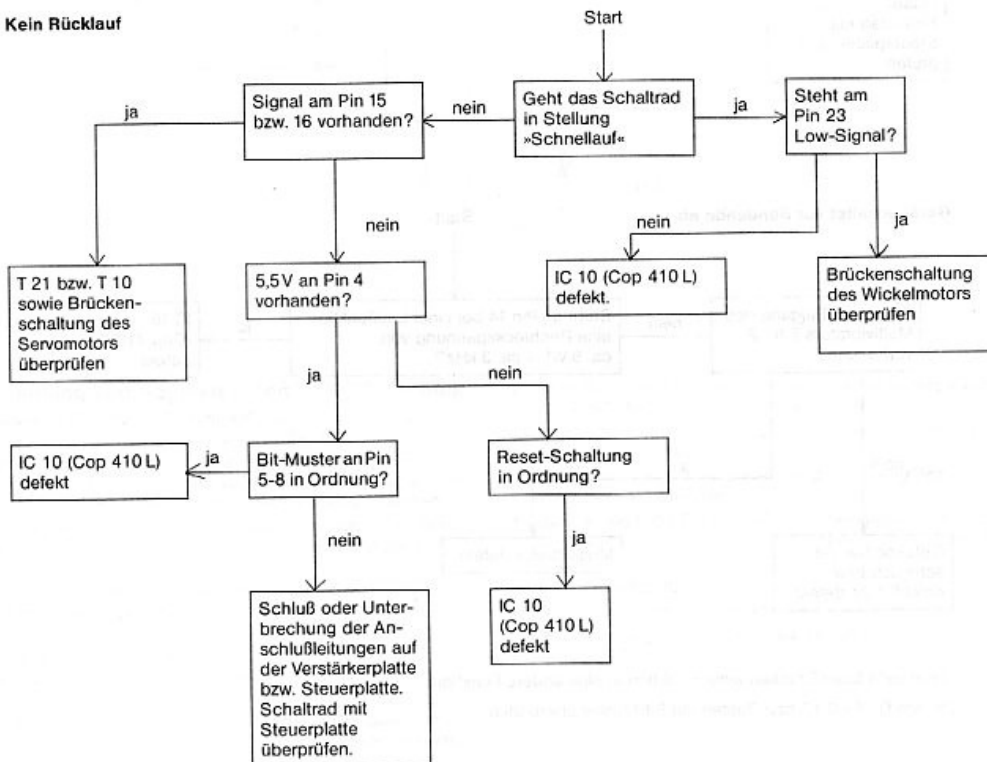 Kein Rücklauf
Start
Signal am Pin 15
bzw. 16 vorhanden?
nein
Geht das Schaltrad
in Stellung
»Schnellauf«
ja
Steht am
Pin 23
Low-Signal?
ja
nein
nein
ja
T 21 bzw. T 10
sowie Brücken-
schaltung des
Servomotors
überprüfen
5,5 V an Pin 4
vorhanden?
IC 10 (Cop 410 L)
defekt.
Brückenschaltung
des Wickelmotors
überprüfen
ja
nein
IC 10 (Cop 410 L)
defekt
ja
Bit-Muster an Pin
5-8 in Ordnung?
Reset-Schaltung
in Ordnung?
nein
ja
Schluß oder Unter-
brechung der An-
schlußleitungen auf
der Verstärkerplatte
bzw. Steuerplatte.
Schaltrad mit
Steuerplatte
überprüfen.
IC 10
(Cop 410 L)
defekt